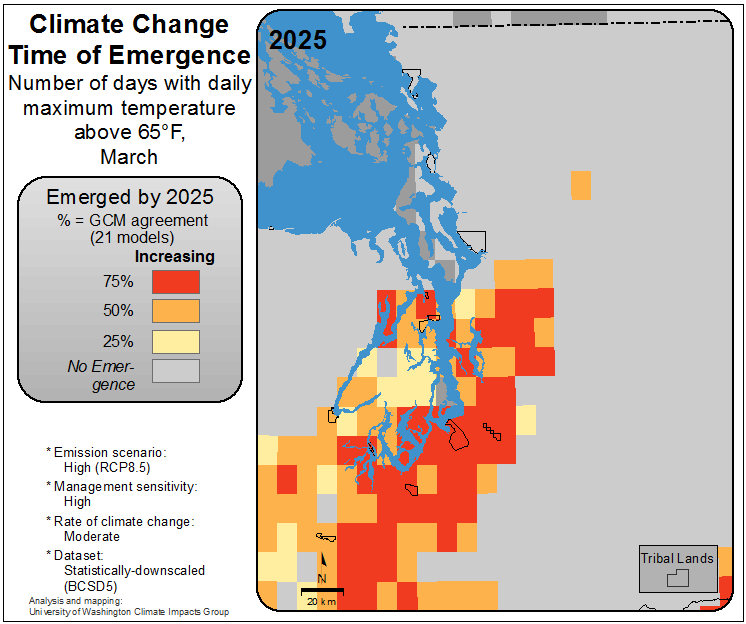 Climate Change
Time of Emergence
Number of days with daily
maximum temperature
above 65°F,
March
Emerged by 2025
% = GCM agreement
(21 models)
Increasing
75%
50%
25%
No Emer-
gence
* Emission scenario:
High (RCP8.5)
* Management sensitivity:
High
* Rate of climate change:
Moderate
* Dataset:
Statistically-downscaled
(BCSD5)
Analysis and mapping:
University of Washington Climate Impacts Group
2025
N
20 km
Tribal Lands